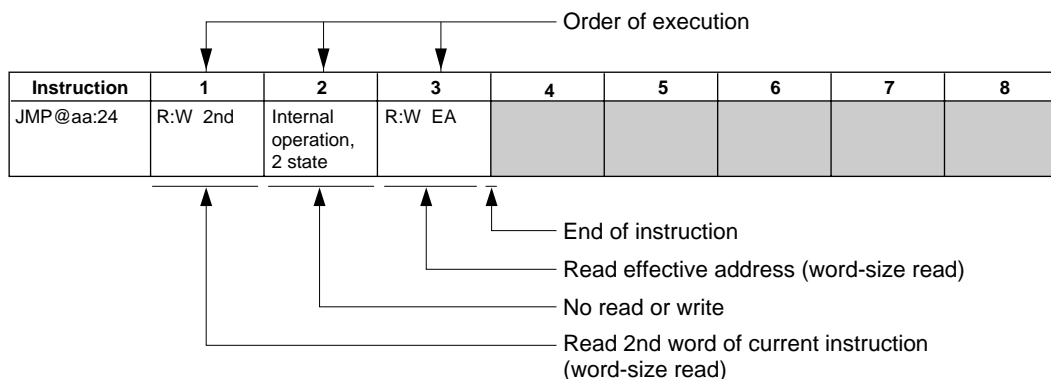 Order of execution
Instruction 1 2 3 4 5 6 7 8
JMP@aa:24 R:W 2nd Internal operation, 2 state R:W EA
End of instruction
Read effective address (word-size read)
No read or write
Read 2nd word of current instruction
(word-size read)